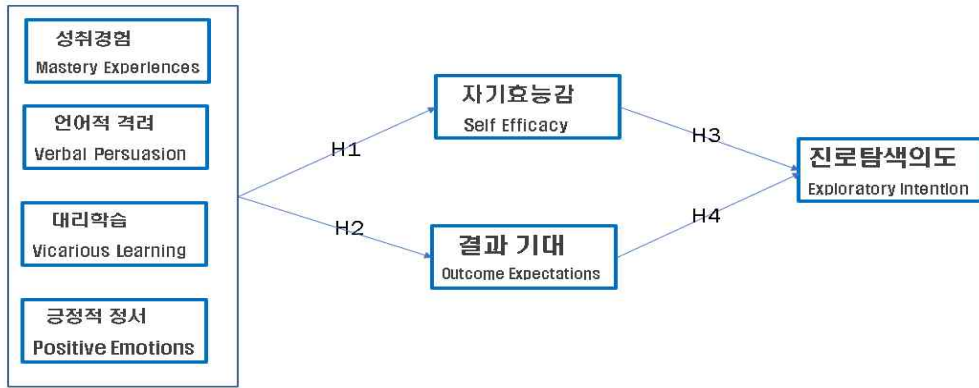 성취경험
Mastery Experiences
언어적 격려
Verbal Persuasion
대리학습
Vicarious Learning
긍정적 정서
Positive Emotions
H1
H2
자기효능감
Self Efficacy
결과 기대
Outcome Expectations
H3
H4
진로탐색의도
Exploratory Intention